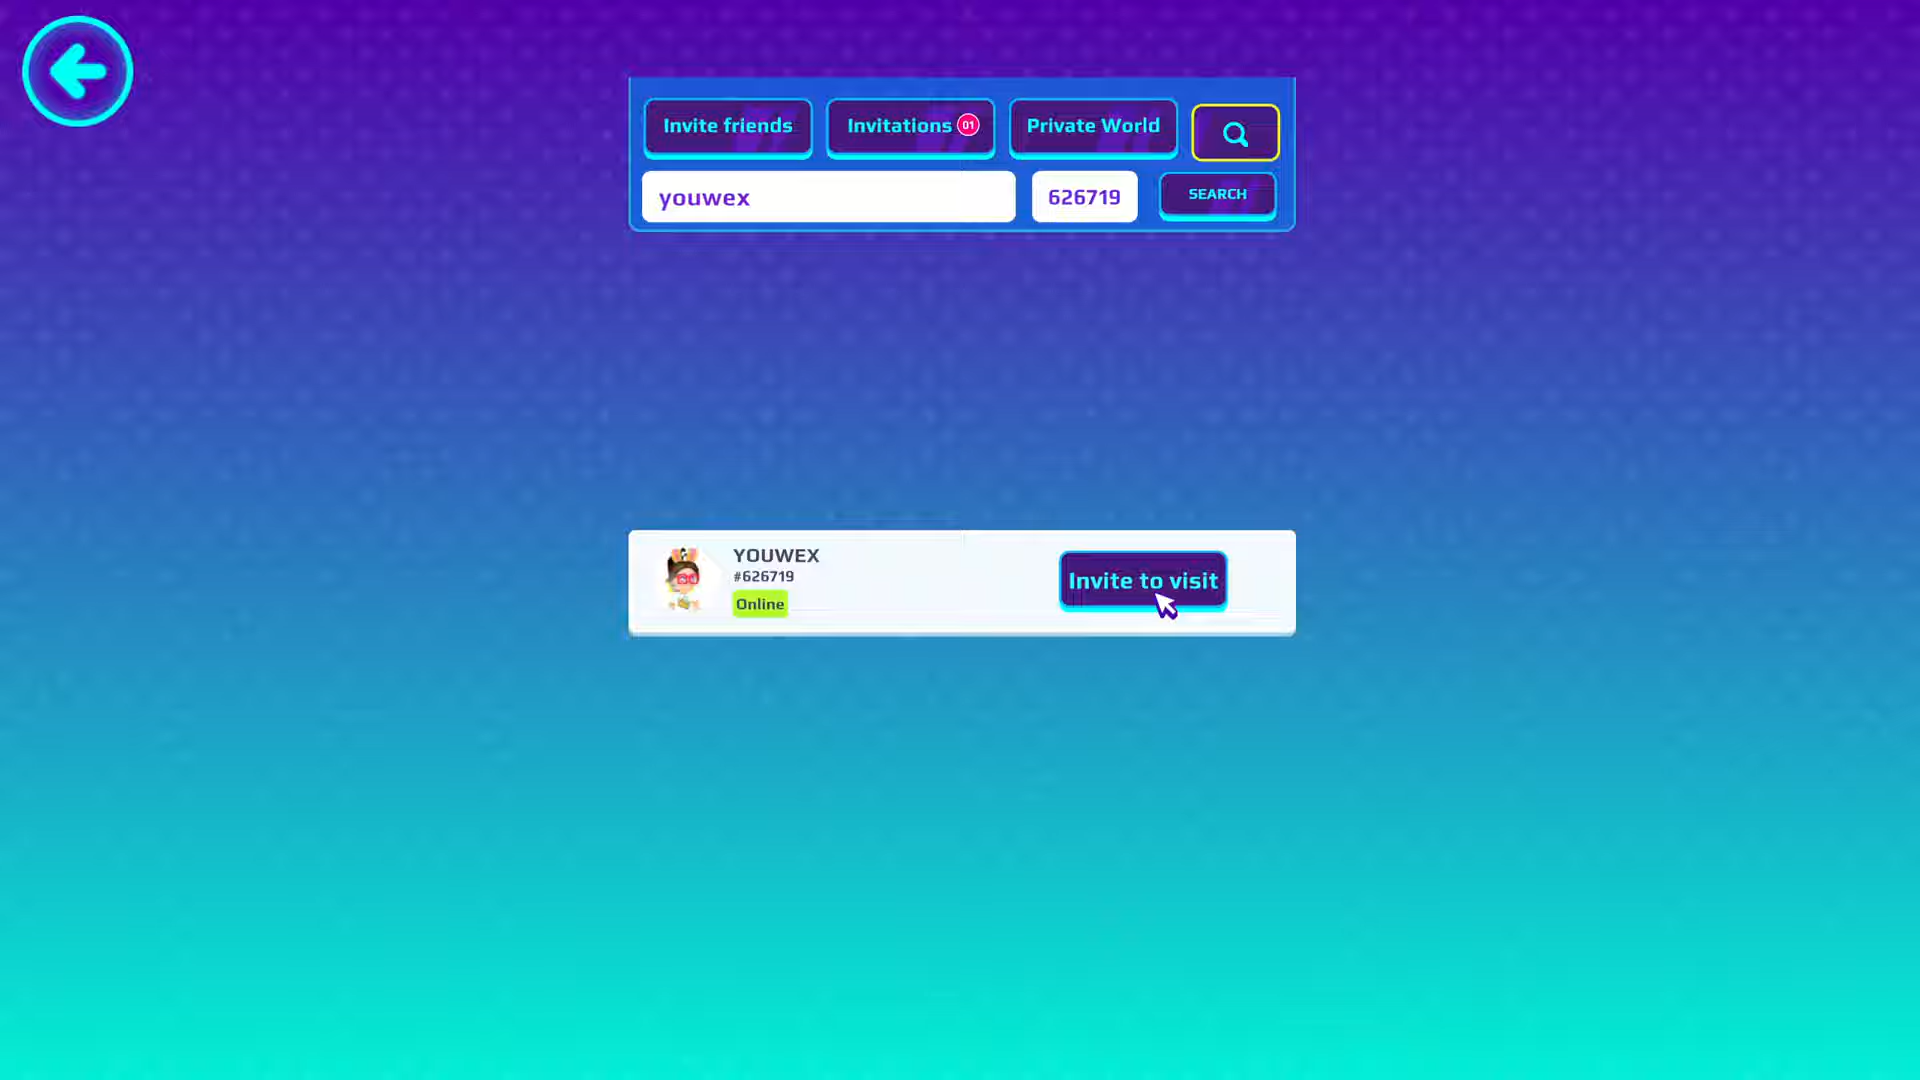 Invite friends
Invitations 01
Private World
youwex
626719
SEARCH
YOUWEX
#626719
Online
Invite to visit